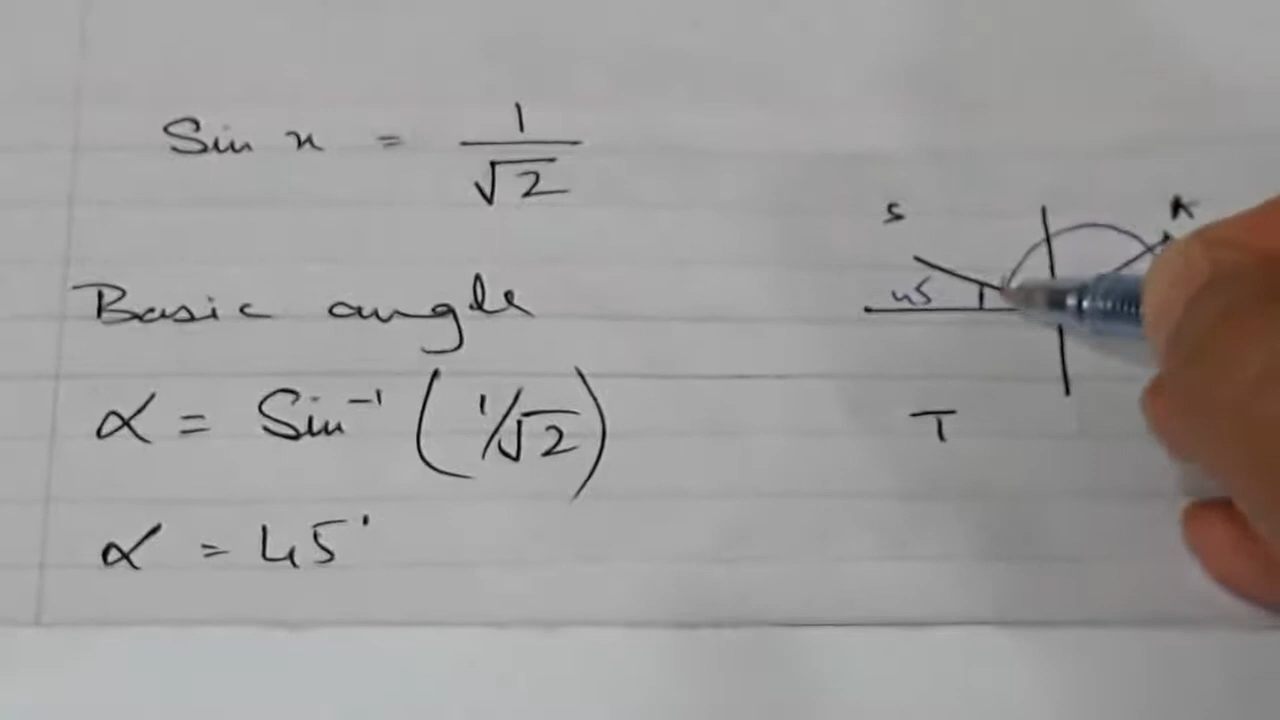 Sin x = 1/√2
S A
Basic angle
45
α = Sin⁻¹ (1/√2)
T
α = 45°